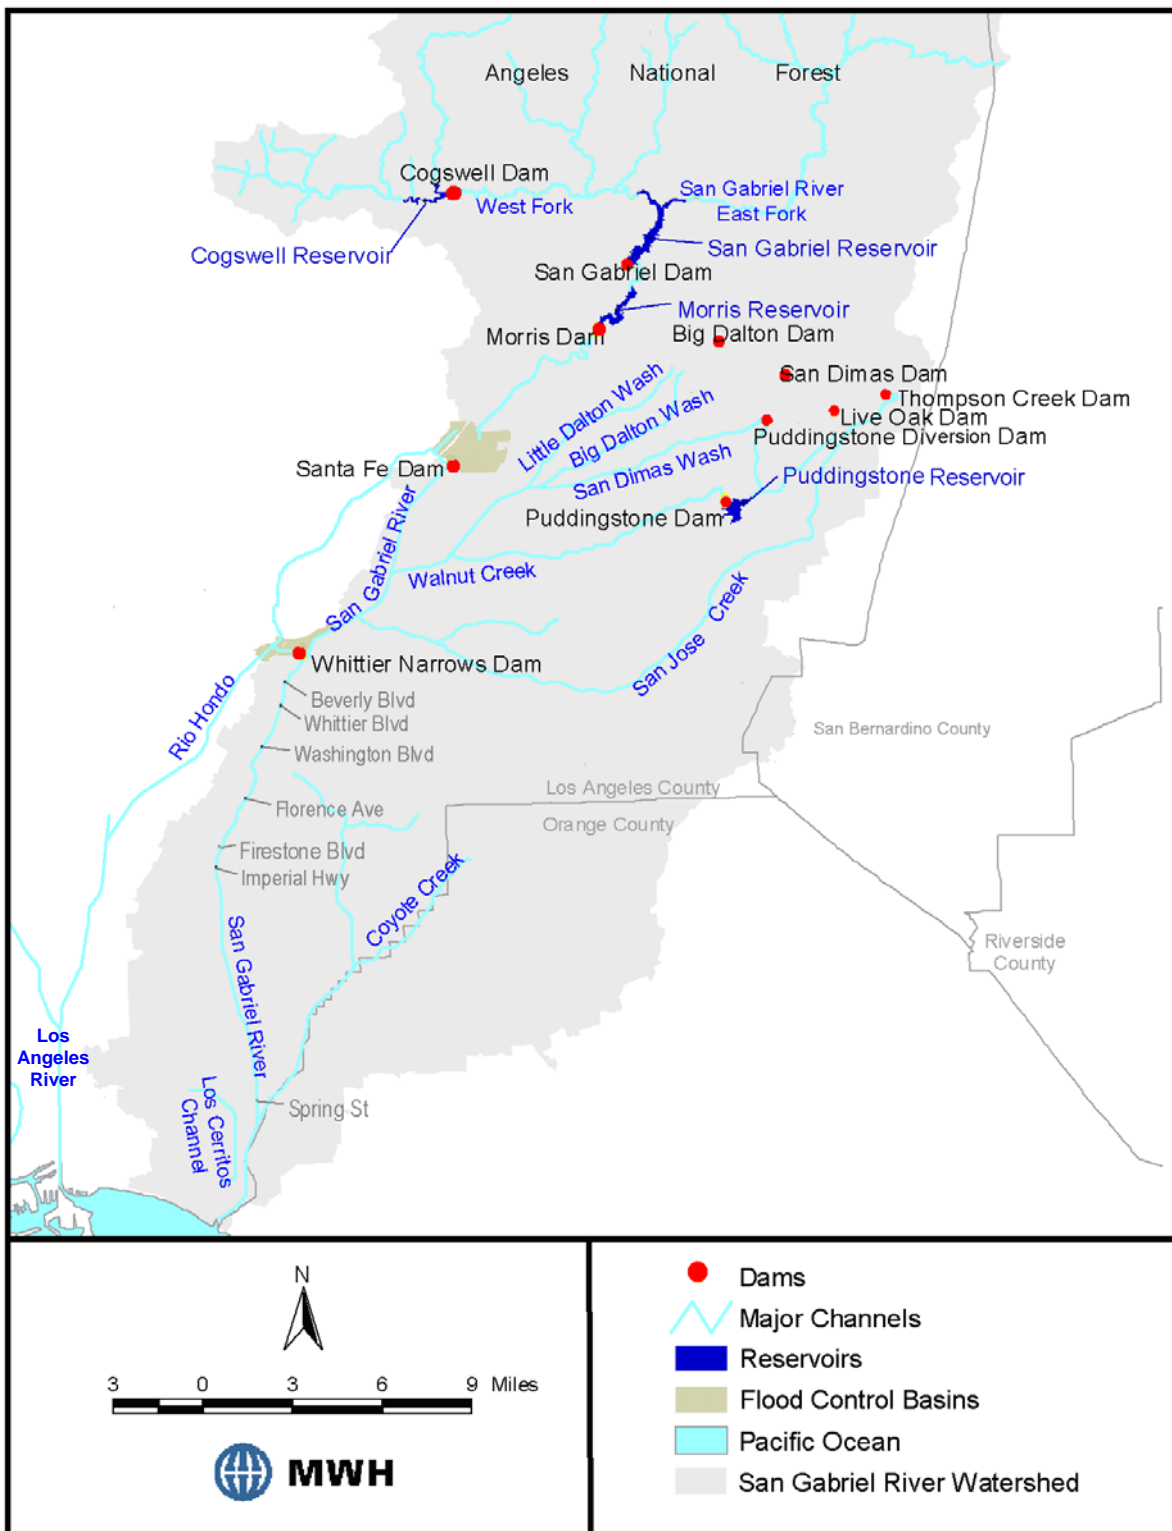 Angeles National Forest
Cogswell Dam
San Gabriel River
West Fork
East Fork
Cogswell Reservoir
San Gabriel Reservoir
San Gabriel Dam
Morris Reservoir
Morris Dam
Big Dalton Dam
San Dimas Dam
Thompson Creek Dam
Live Oak Dam
Puddingstone Diversion Dam
Little Dalton Wash
Big Dalton Wash
San Dimas Wash
Santa Fe Dam
Puddingstone Reservoir
Puddingstone Dam
San Gabriel River
Walnut Creek
San Jose Creek
Whittier Narrows Dam
Rio Hondo
Beverly Blvd
Whittier Blvd
Washington Blvd
San Bernardino County
Los Angeles County
Florence Ave
Orange County
Firestone Blvd
Imperial Hwy
Coyote Creek
San Gabriel River
Riverside
County
Los
Angeles
River
Los Cerritos
Channel
Spring St
N
3 0 3 6 9 Miles
MWH
Dams
Major Channels
Reservoirs
Flood Control Basins
Pacific Ocean
San Gabriel River Watershed